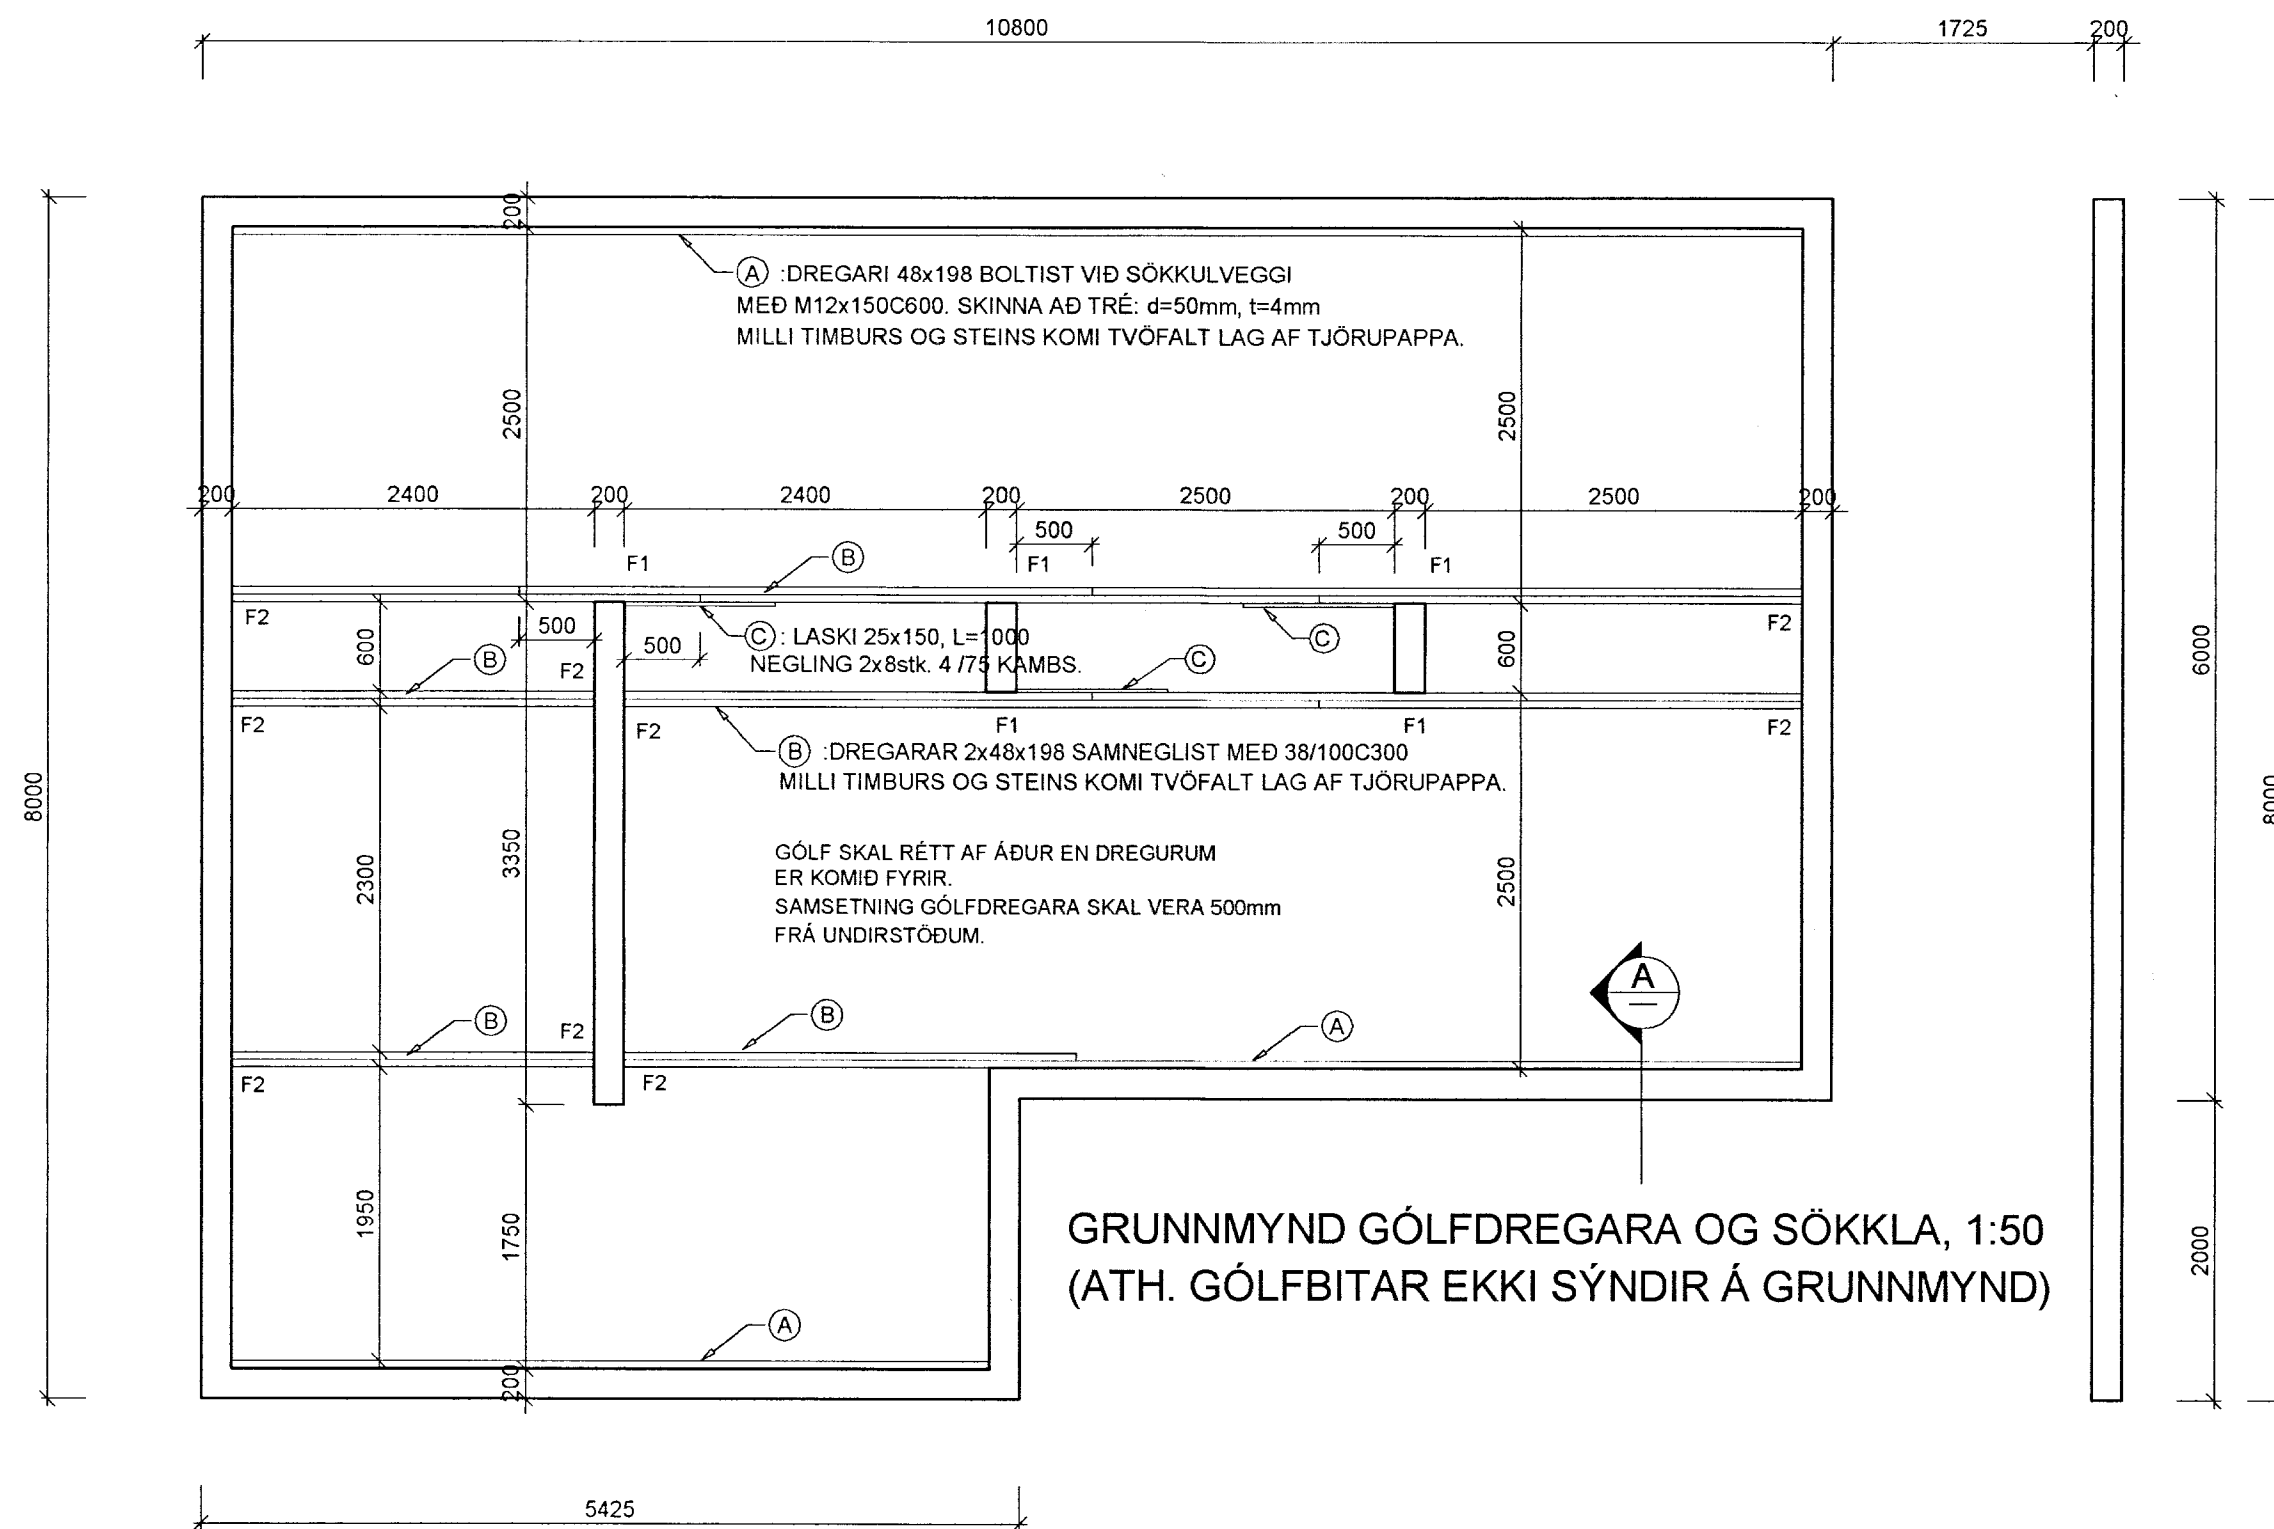 10800
1725
200
200
Ⓐ :DREGARI 48x198 BOLTIST VIÐ SÖKKULVEGGI
MEÐ M12x150C600. SKINNA AÐ TRÉ: d=50mm, t=4mm
MILLI TIMBURS OG STEINS KOMI TVÖFALT LAG AF TJÖRUPAPPA.
2500
2500
200
2400
200
2400
200
2500
200
2500
200
500
500
F1
B
F1
F1
F2
500
C : LASKI 25x150, L=1000
NEGLING 2x8stk. 4 /75 KAMBS.
C
F2
600
B
F2
500
C
600
6000
F2
F2
F1
F1
F2
B :DREGARAR 2x48x198 SAMNEGLIST MEÐ 38/100C300
MILLI TIMBURS OG STEINS KOMI TVÖFALT LAG AF TJÖRUPAPPA.
8000
8000
2300
3350
2500
GÓLF SKAL RÉTT AF ÁÐUR EN DREGURUM
ER KOMIÐ FYRIR.
SAMSETNING GÓLFDREGARA SKAL VERA 500mm
FRÁ UNDIRSTÖÐUM.
A
B
F2
B
A
F2
F2
1950
1750
2000
GRUNNMYND GÓLFDREGARA OG SÖKKLA, 1:50
(ATH. GÓLFBITAR EKKI SÝNDIR Á GRUNNMYND)
A
200
5425